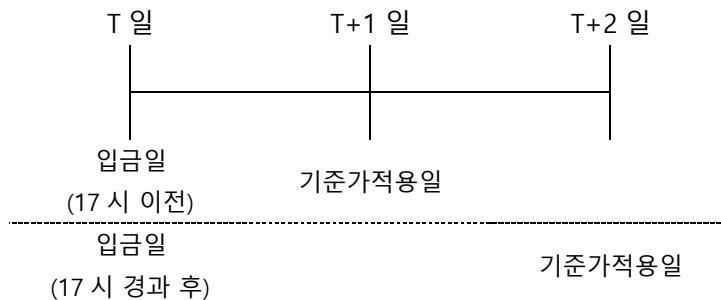 T 일 T+1 일 T+2 일
입금일
(17 시 이전)
기준가적용일
입금일
(17 시 경과 후)
기준가적용일